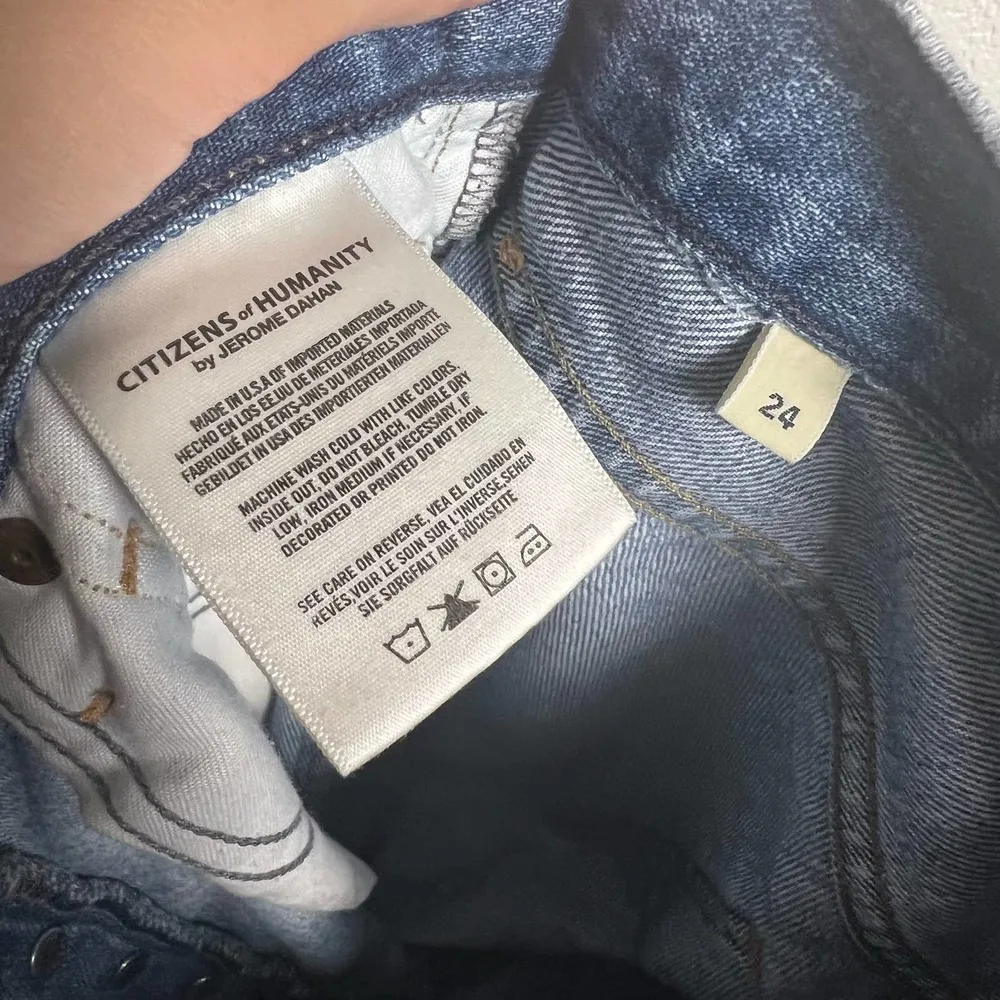 CITIZENS of HUMANITY
by JEROME DAHAN
MADE IN U.S.A OF IMPORTED MATERIALS
HECHO EN LOS EE.UU DE MATERIALES IMPORTADA
FABRIQUÉ AUX ETATS-UNIS DU MATÉRIELS IMPORTE
GEBILDET IN USA DES IMPORTIERTEN MATERIALIEN
MACHINE WASH COLD WITH LIKE COLORS,
INSIDE OUT, DO NOT BLEACH, TUMBLE DRY
LOW, IRON MEDIUM IF NECESSARY, IF
DECORATED OR PRINTED DO NOT IRON.
SEE CARE ON REVERSE, VEA EL CUIDADO EN
REVÉS, VOIR LE SOIN SUR L'INVERSE, SEHEN
SIE SORGFALT AUF RÜCKSEITE
24